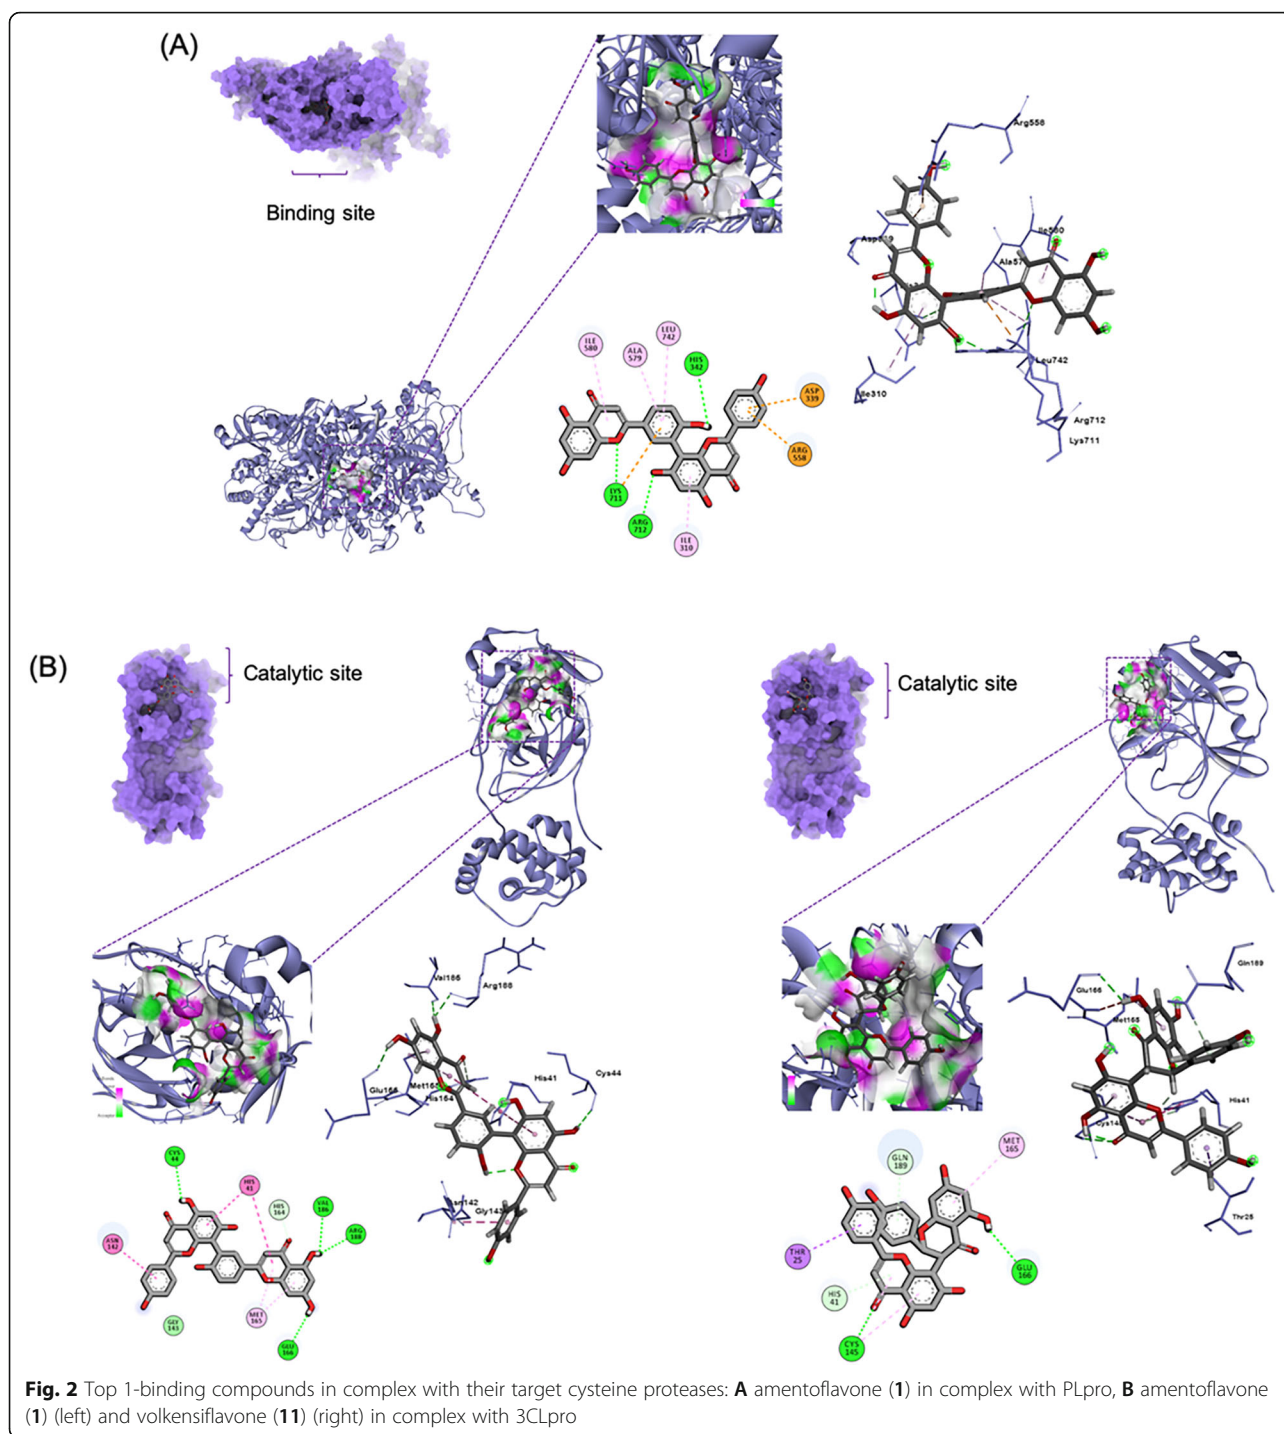 (A)
Binding site
Arg558
Ile310
Leu742
Arg712
Lys711
ILE
580
ALA
579
LEU
742
HIS
342
ASP
339
ARG
558
LYS
711
ARG
712
ILE
310
(B)
Catalytic site
Catalytic site
Val186
Arg188
Glu166
His164
His41
Cys44
Gly143
CYS
44
HIS
41
HIS
164
VAL
186
ARG
188
ASN
142
GLY
143
MET
165
GLU
166
Gln189
Glu166
Met165
His41
Thr25
GLN
189
MET
165
THR
25
HIS
41
GLU
166
CYS
145
Fig. 2 Top 1-binding compounds in complex with their target cysteine proteases: A amentoflavone (1) in complex with PLpro, B amentoflavone
(1) (left) and volkensiflavone (11) (right) in complex with 3CLpro